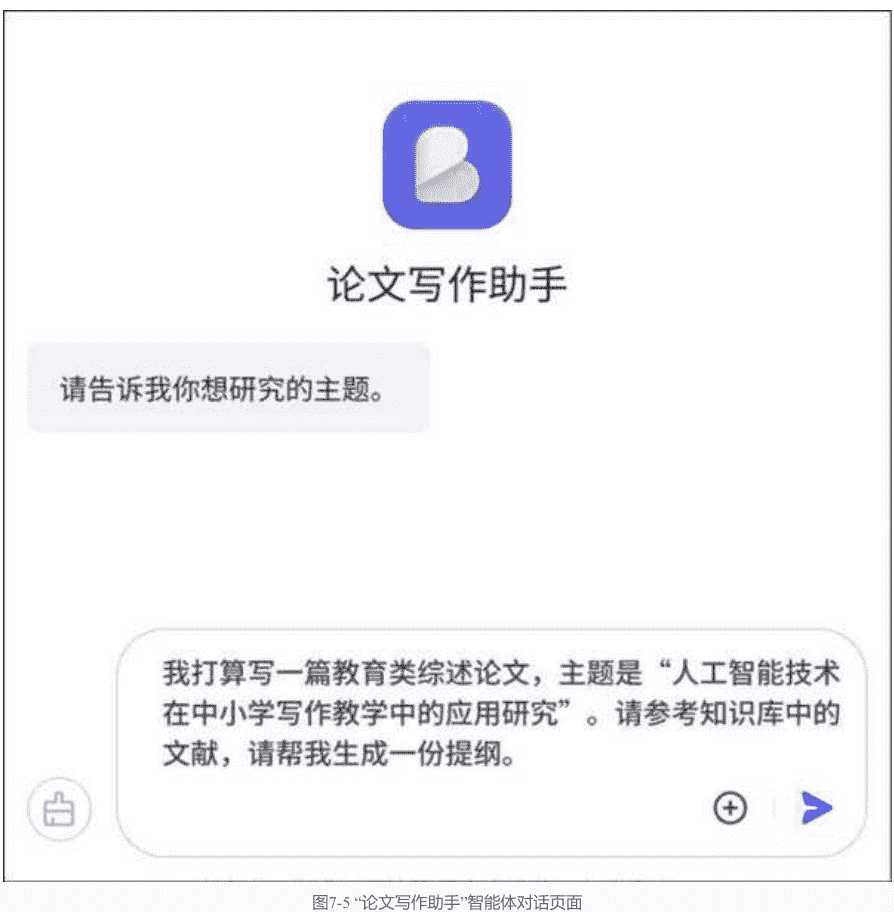 论文写作助手
请告诉我你想研究的主题。
我打算写一篇教育类综述论文，主题是“人工智能技术
在中小学写作教学中的应用研究”。请参考知识库中的
文献，请帮我生成一份提纲。
图7-5 “论文写作助手”智能体对话页面